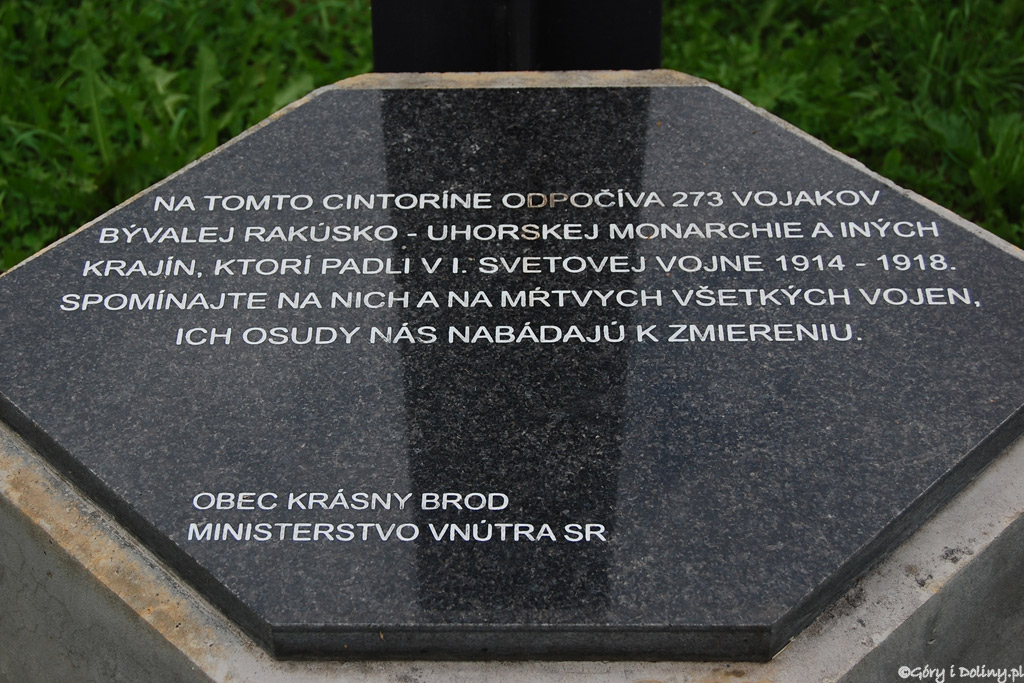 NA TOMTO CINTORÍNE ODPOČÍVA 273 VOJAKOV
BÝVALEJ RAKÚSKO - UHORSKEJ MONARCHIE A INÝCH
KRAJÍN, KTORÍ PADLI V I. SVETOVEJ VOJNE 1914 - 1918.
SPOMÍNAJTE NA NICH A NA MŔTVYCH VŠETKÝCH VOJEN,
ICH OSUDY NÁS NABÁDAJÚ K ZMIERENIU.
OBEC KRÁSNY BROD
MINISTERSTVO VNÚTRA SR
©Góry i Doliny.pl